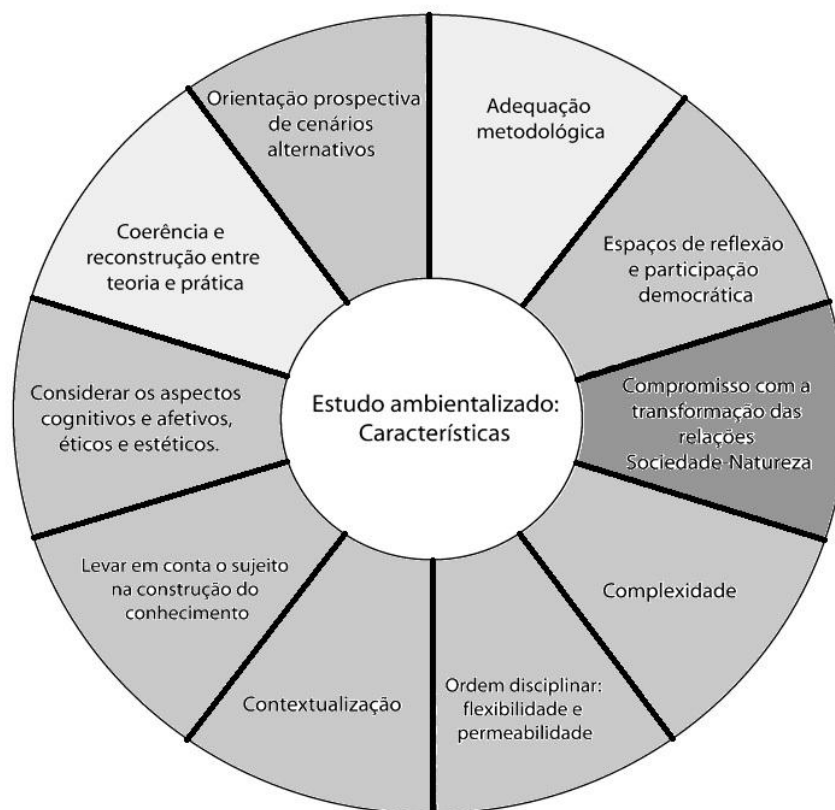 Orientação prospectiva
de cenários
alternativos
Adequação
metodológica
Espaços de reflexão
e participação
democrática
Compromisso com a
transformação das
relações
Sociedade-Natureza
Complexidade
Ordem disciplinar:
flexibilidade e
permeabilidade
Contextualização
Levar em conta o sujeito
na construção do
conhecimento
Considerar os aspectos
cognitivos e afetivos,
éticos e estéticos.
Coerência e
reconstrução entre
teoria e prática
Estudo ambientalizado:
Características